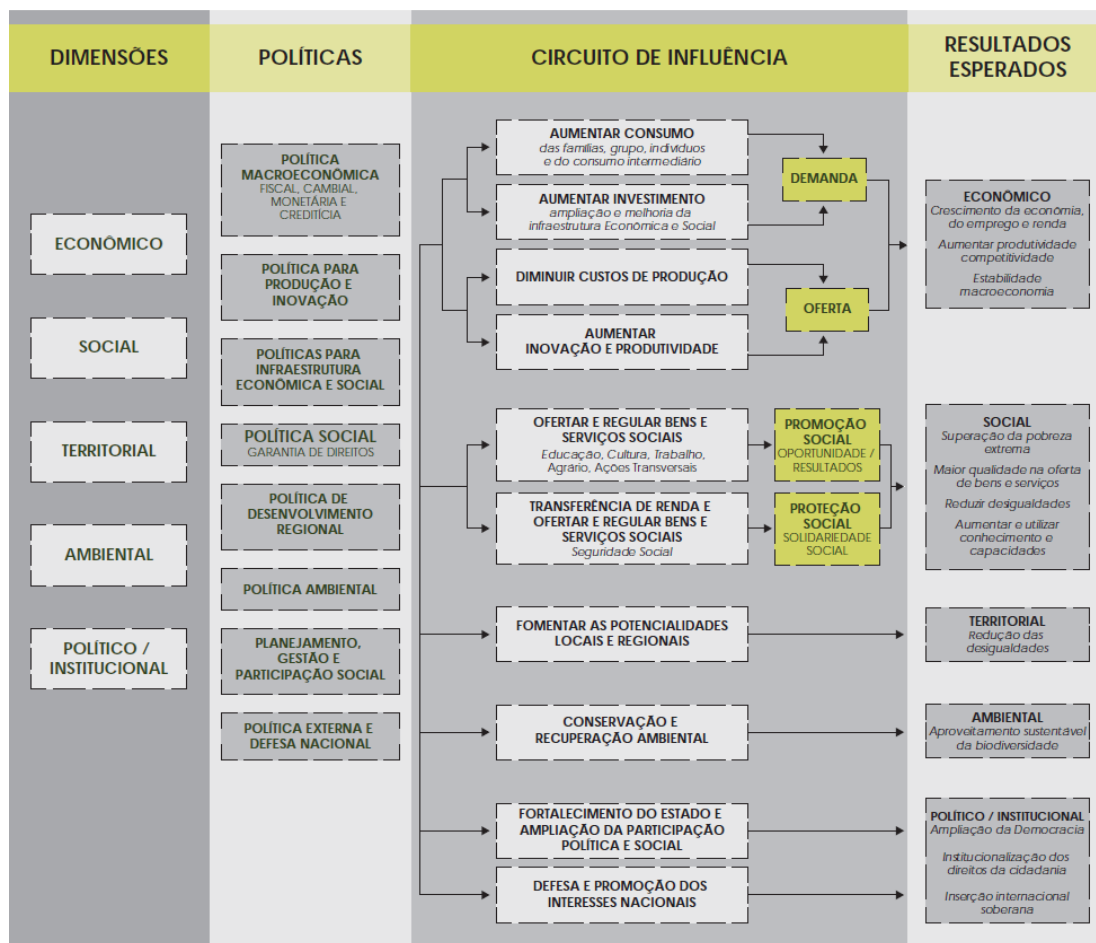 DIMENSÕES
POLÍTICAS
CIRCUITO DE INFLUÊNCIA
RESULTADOS
ESPERADOS
ECONÔMICO
SOCIAL
TERRITORIAL
AMBIENTAL
POLÍTICO /
INSTITUCIONAL
POLÍTICA
MACROECONÔMICA
FISCAL, CAMBIAL,
MONETÁRIA E
CREDITÍCIA
POLÍTICA PARA
PRODUÇÃO E
INOVAÇÃO
POLÍTICAS PARA
INFRAESTRUTURA
ECONÔMICA E SOCIAL
POLÍTICA SOCIAL
GARANTIA DE DIREITOS
POLÍTICA DE
DESENVOLVIMENTO
REGIONAL
POLÍTICA AMBIENTAL
PLANEJAMENTO,
GESTÃO E
PARTICIPAÇÃO SOCIAL
POLÍTICA EXTERNA E
DEFESA NACIONAL
AUMENTAR CONSUMO
das famílias, grupo, indivíduos
e do consumo intermediário
AUMENTAR INVESTIMENTO
ampliação e melhoria da
infraestrutura Econômica e Social
DIMINUIR CUSTOS DE PRODUÇÃO
AUMENTAR
INOVAÇÃO E PRODUTIVIDADE
DEMANDA
OFERTA
OFERTAR E REGULAR BENS E
SERVIÇOS SOCIAIS
Educação, Cultura, Trabalho,
Agrário, Ações Transversais
TRANSFERÊNCIA DE RENDA E
OFERTAR E REGULAR BENS E
SERVIÇOS SOCIAIS
Seguridade Social
PROMOÇÃO
SOCIAL
OPORTUNIDADE /
RESULTADOS
PROTEÇÃO
SOCIAL
SOLIDARIEDADE
SOCIAL
FOMENTAR AS POTENCIALIDADES
LOCAIS E REGIONAIS
CONSERVAÇÃO E
RECUPERAÇÃO AMBIENTAL
FORTALECIMENTO DO ESTADO E
AMPLIAÇÃO DA PARTICIPAÇÃO
POLÍTICA E SOCIAL
DEFESA E PROMOÇÃO DOS
INTERESSES NACIONAIS
ECONÔMICO
Crescimento da economia,
do emprego e renda
Aumentar produtividade
competitividade
Estabilidade
macroeconomia
SOCIAL
Superação da pobreza
extrema
Maior qualidade na oferta
de bens e serviços
Reduzir desigualdades
Aumentar e utilizar
conhecimento e
capacidades
TERRITORIAL
Redução das
desigualdades
AMBIENTAL
Aproveitamento sustentável
da biodiversidade
POLÍTICO / INSTITUCIONAL
Ampliação da Democracia
Institucionalização dos
direitos da cidadania
Inserção internacional
soberana